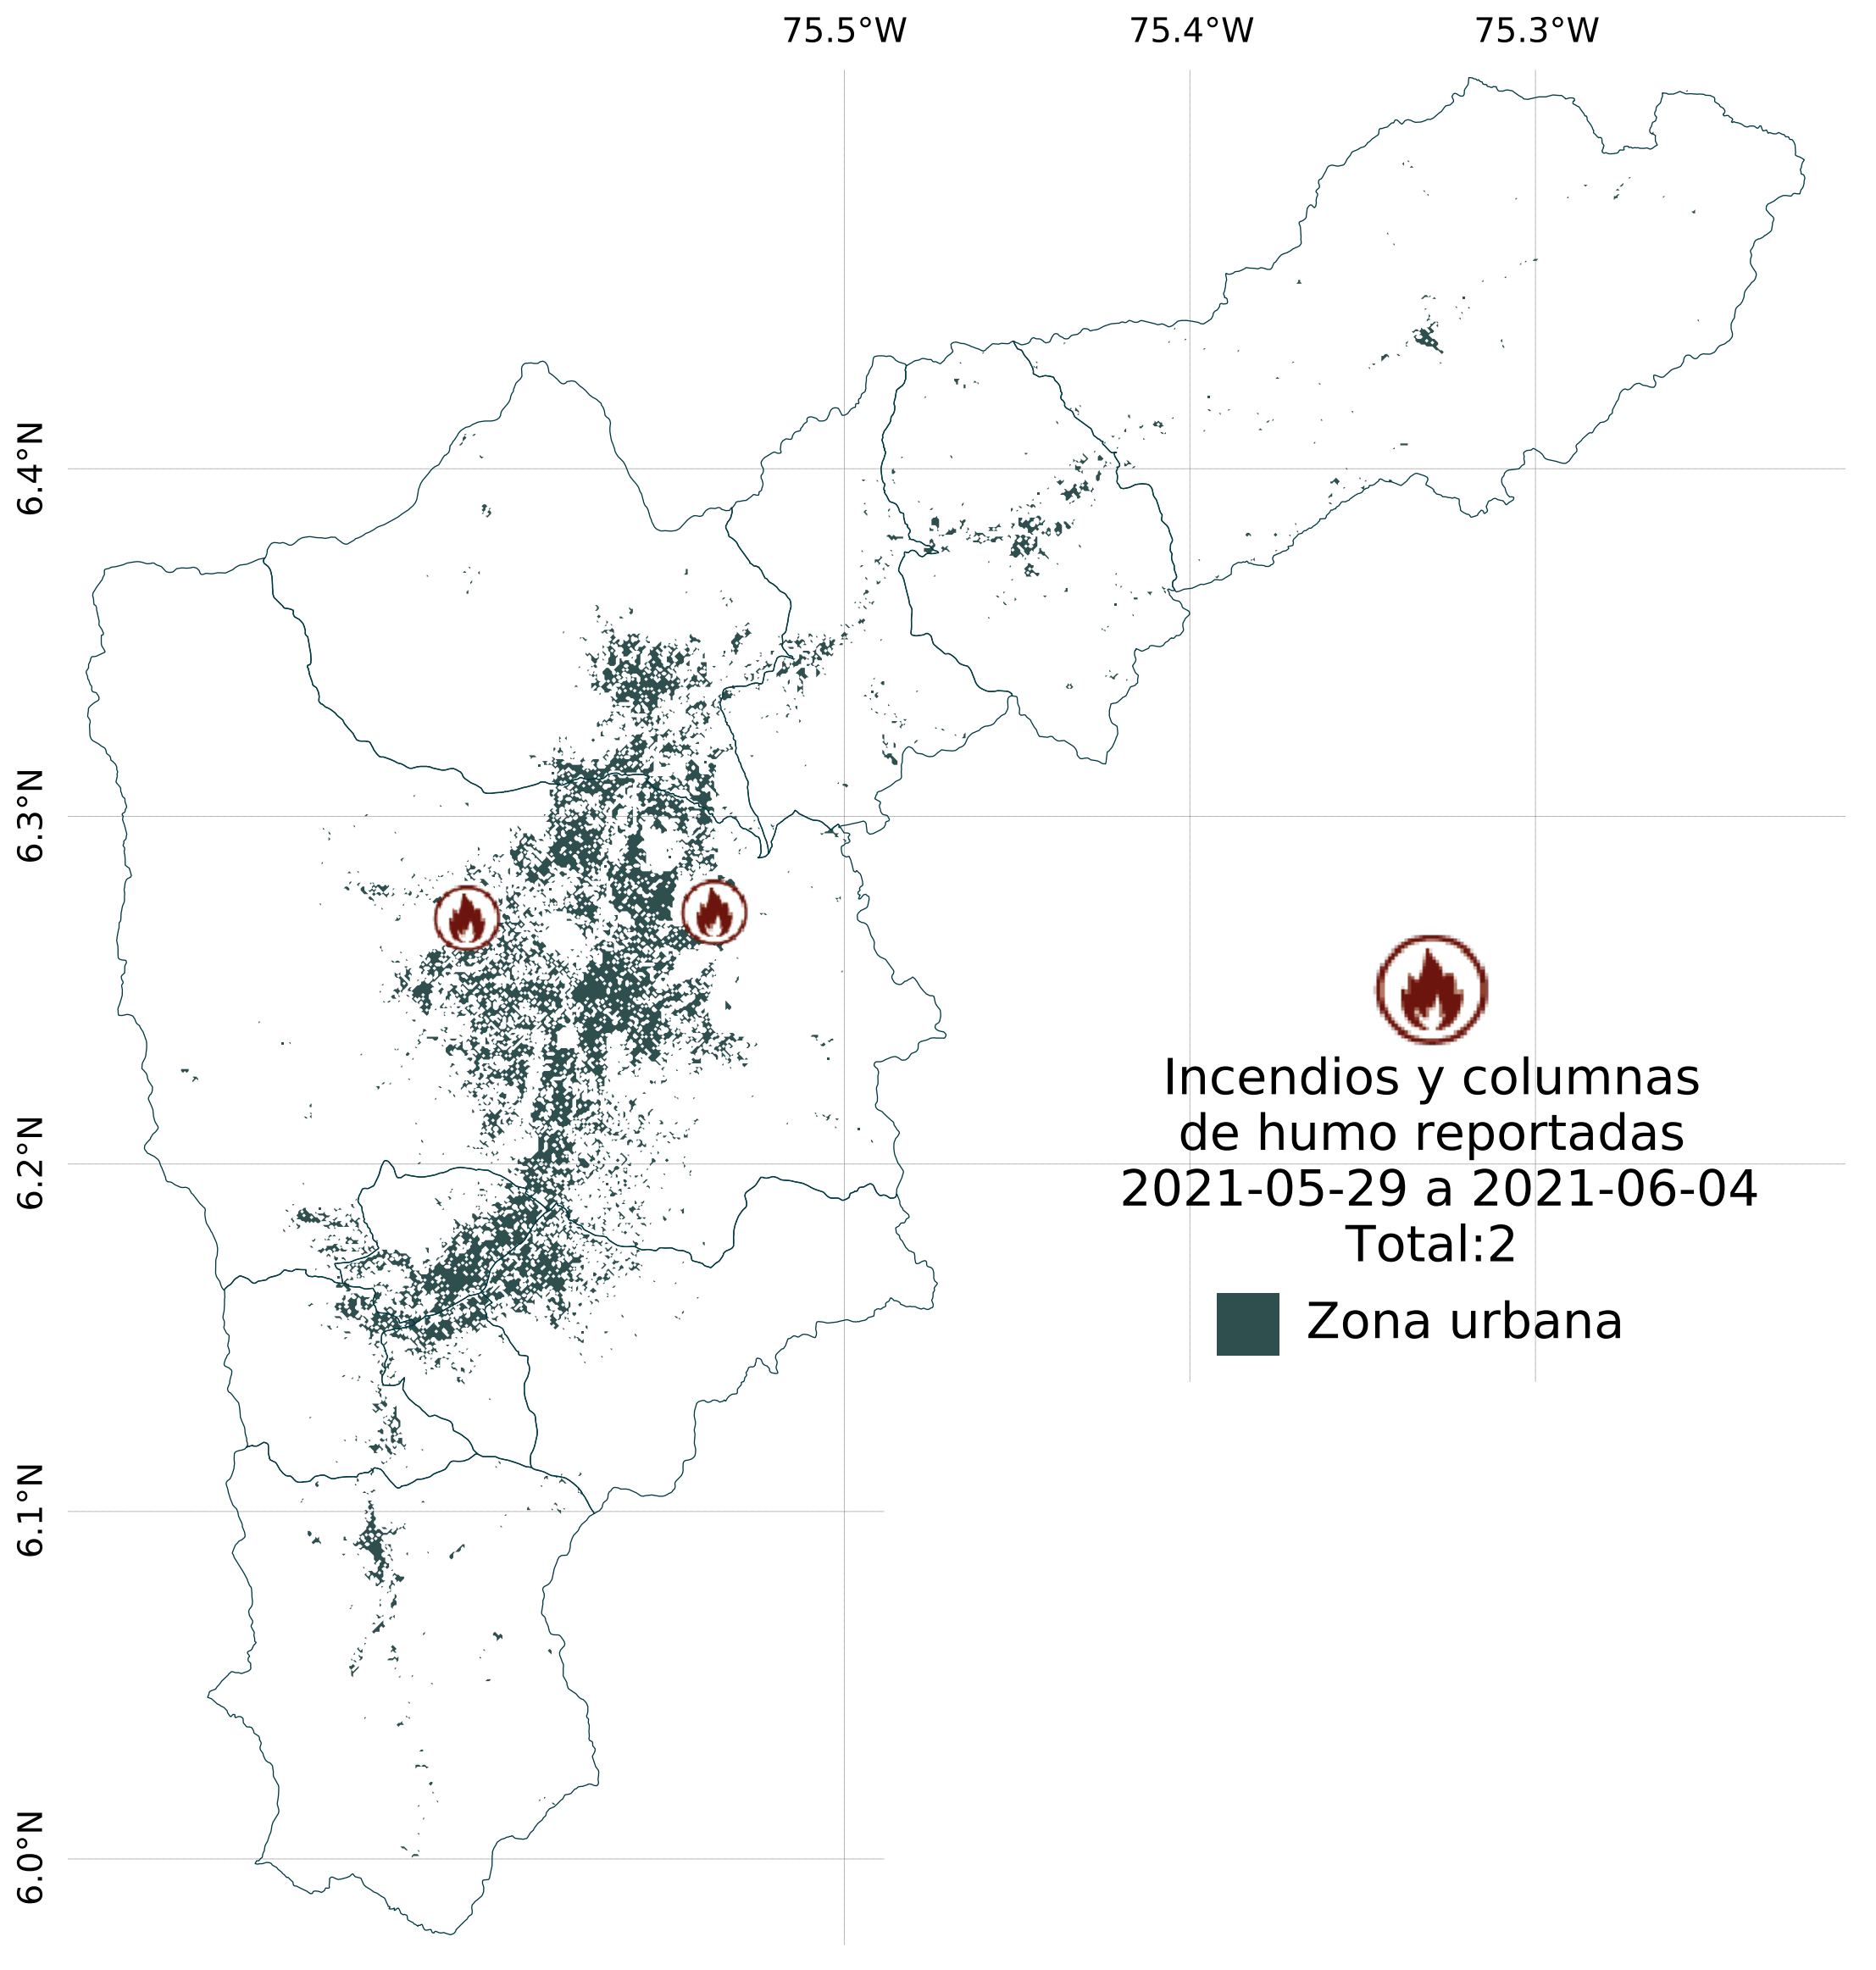 75.5°W 75.4°W 75.3°W
6.4°N
6.3°N
6.2°N
6.1°N
6.0°N
Incendios y columnas
de humo reportadas
2021-05-29 a 2021-06-04
Total:2
Zona urbana